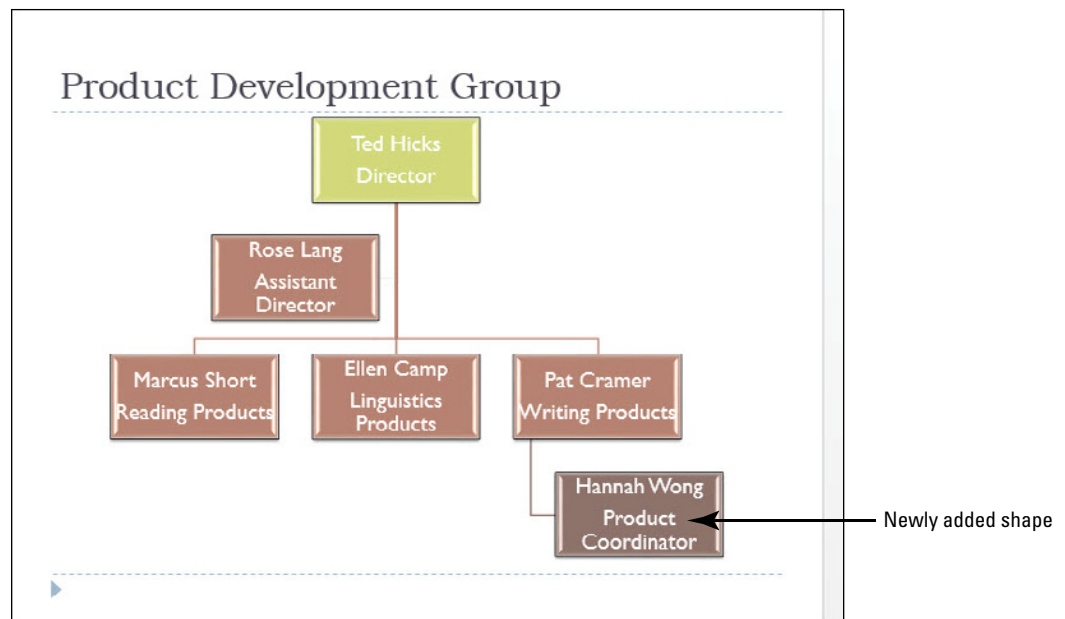 Product Development Group
Ted Hicks
Director
Rose Lang
Assistant
Director
Marcus Short
Reading Products
Ellen Camp
Linguistics
Products
Pat Cramer
Writing Products
Hannah Wong
Product
Coordinator
Newly added shape